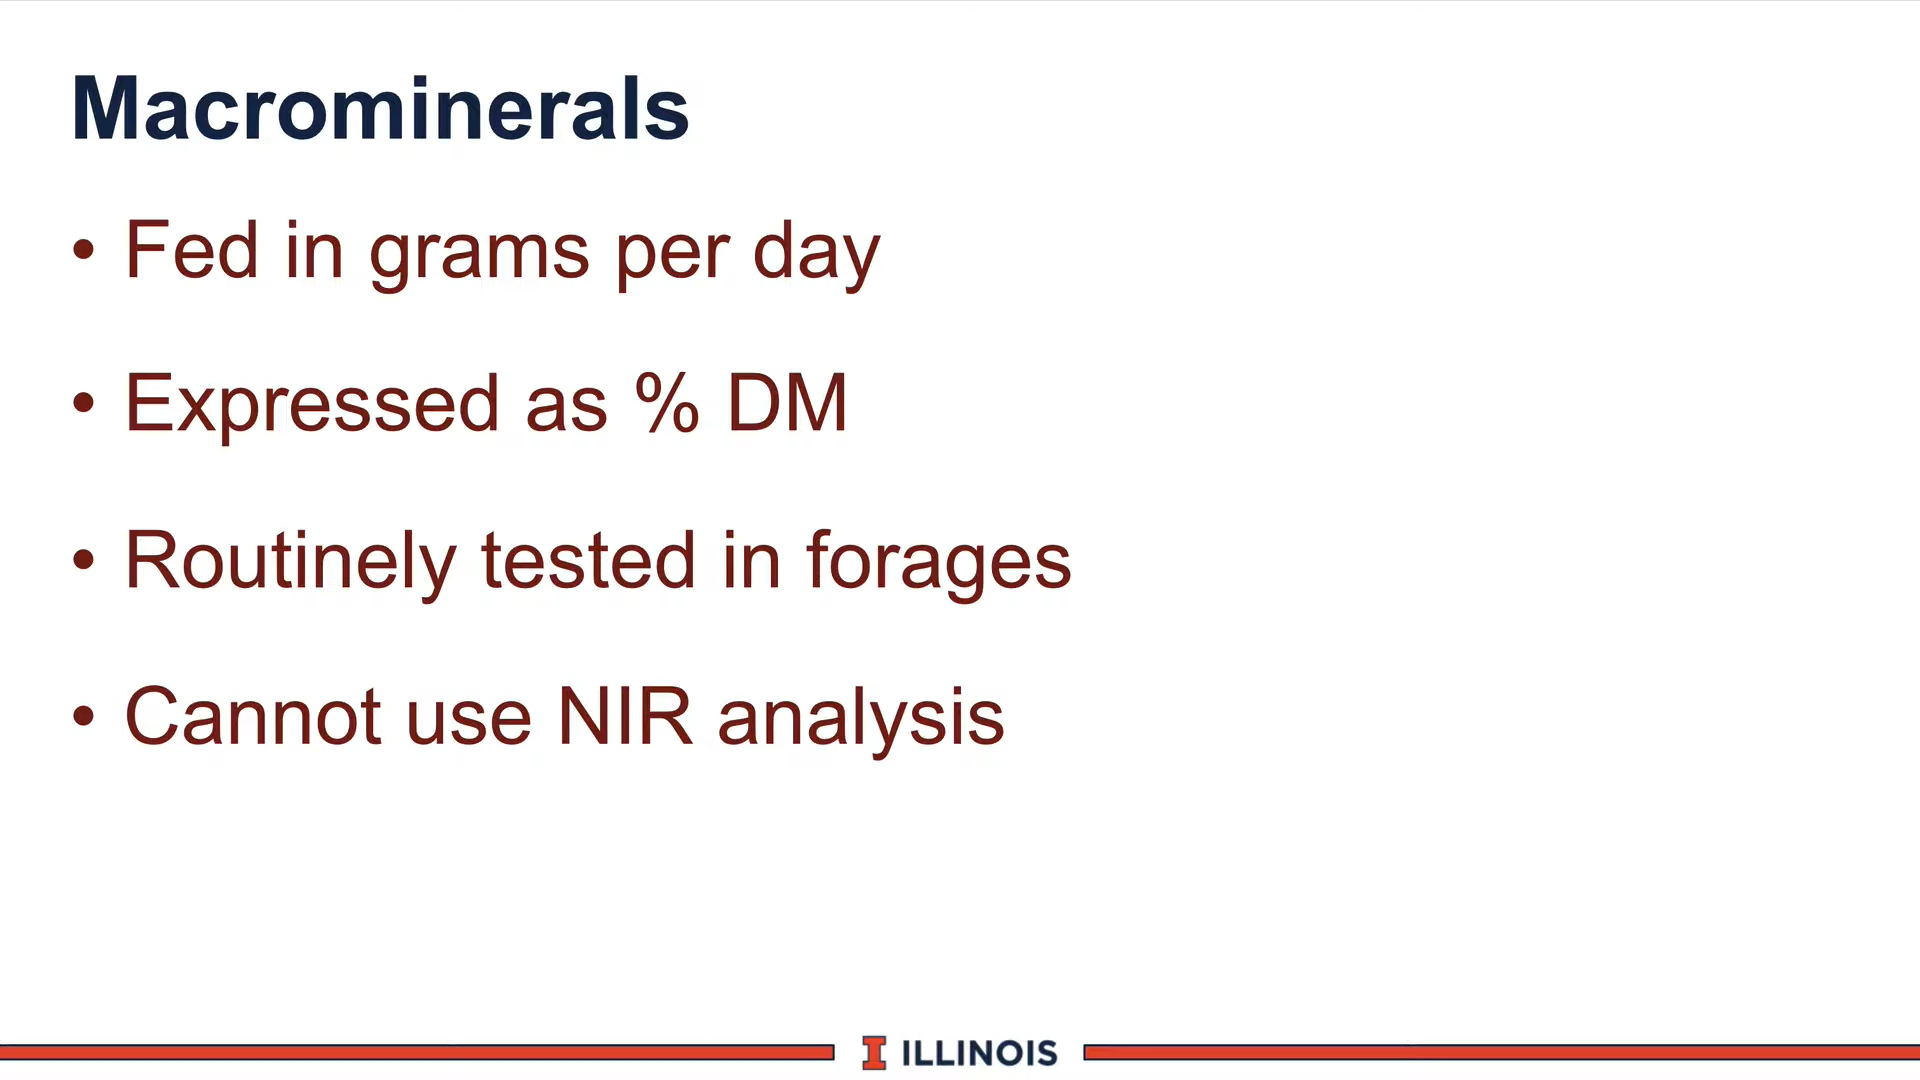 Macrominerals
• Fed in grams per day
• Expressed as % DM
• Routinely tested in forages
• Cannot use NIR analysis
I ILLINOIS